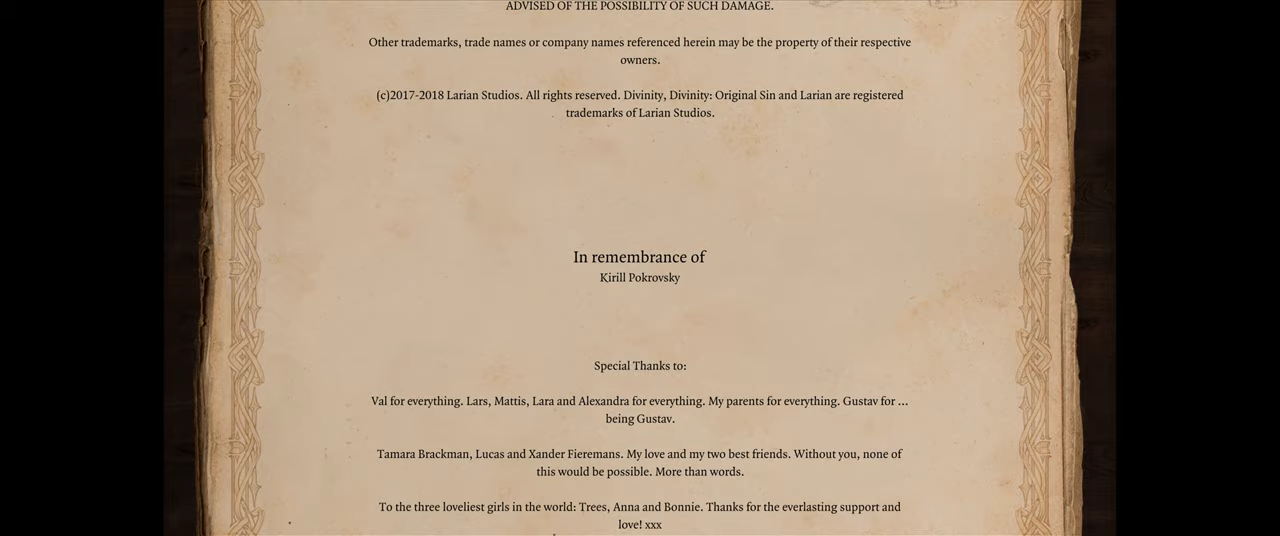 ADVISED OF THE POSSIBILITY OF SUCH DAMAGE.
Other trademarks, trade names or company names referenced herein may be the property of their respective
owners.
(c)2017-2018 Larian Studios. All rights reserved. Divinity, Divinity: Original Sin and Larian are registered
trademarks of Larian Studios.
In remembrance of
Kirill Pokrovsky
Special Thanks to:
Val for everything. Lars, Mattis, Lara and Alexandra for everything. My parents for everything. Gustav for ...
being Gustav.
Tamara Brackman, Lucas and Xander Fieremans. My love and my two best friends. Without you, none of
this would be possible. More than words.
To the three loveliest girls in the world: Trees, Anna and Bonnie. Thanks for the everlasting support and
love! xxx